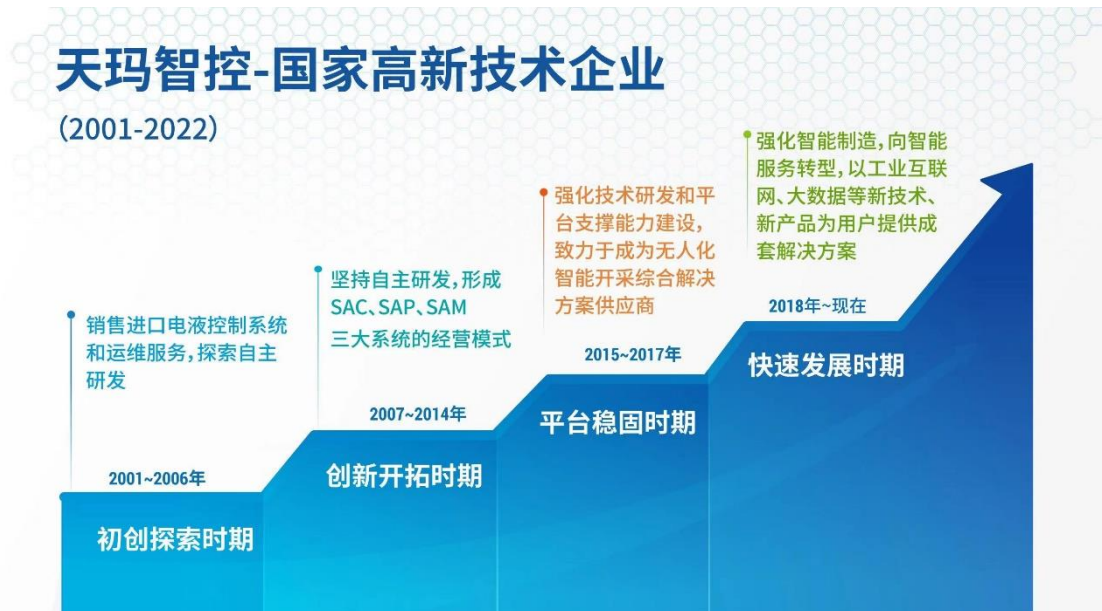 天玛智控-国家高新技术企业
(2001-2022)
销售进口电液控制系统
和运维服务,探索自主
研发
2001~2006年
初创探索时期
坚持自主研发,形成
SAC、SAP、SAM
三大系统的经营模式
2007~2014年
创新开拓时期
强化技术研发和平
台支撑能力建设,
致力于成为无人化
智能开采综合解决
方案供应商
2015~2017年
平台稳固时期
强化智能制造,向智能
服务转型,以工业互联
网、大数据等新技术、
新产品为用户提供成
套解决方案
2018年~现在
快速发展时期